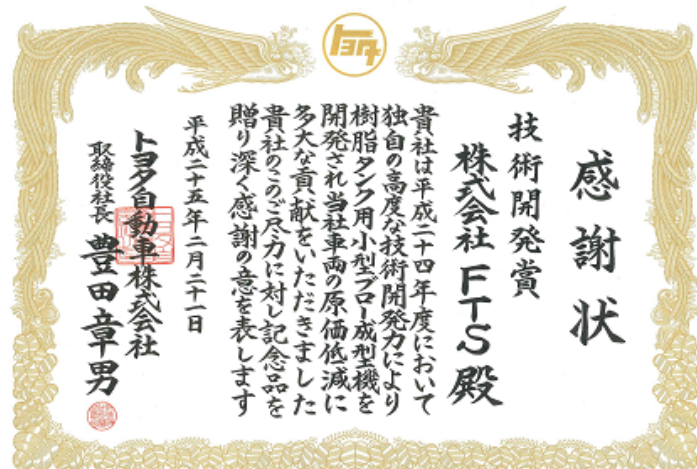 トヨタ
感謝状
技術開発賞
株式会社FTS殿
貴社は平成二十四年度において
独自の高度な技術開発力により
樹脂タンク用小型ブロー成型機を
開発され当社車両の原価低減に
多大な貢献をいただきました
貴社のこのご尽力に対し記念品を
贈り深く感謝の意を表します
平成二十五年二月二十一日
トヨタ自動車株式会社
取締役社長 豊田章男